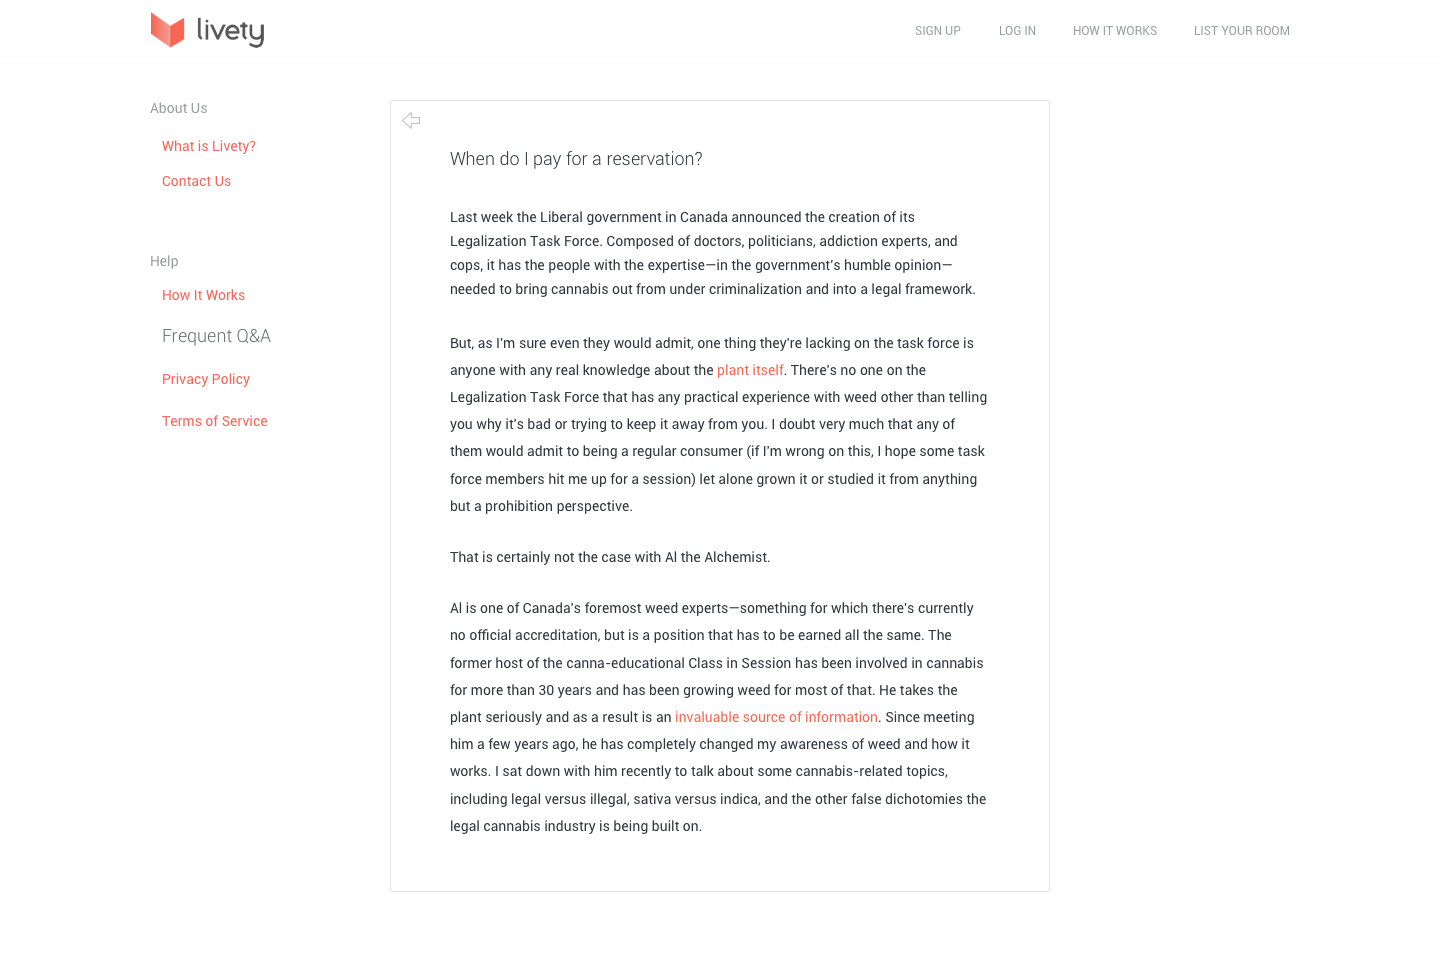 livety
SIGN UP
LOG IN
HOW IT WORKS
LIST YOUR ROOM
About Us
What is Livety?
Contact Us
Help
How It Works
Frequent Q&A
Privacy Policy
Terms of Service
When do I pay for a reservation?
Last week the Liberal government in Canada announced the creation of its
Legalization Task Force. Composed of doctors, politicians, addiction experts, and
cops, it has the people with the expertise—in the government's humble opinion—
needed to bring cannabis out from under criminalization and into a legal framework.
But, as I'm sure even they would admit, one thing they're lacking on the task force is
anyone with any real knowledge about the plant itself. There's no one on the
Legalization Task Force that has any practical experience with weed other than telling
you why it's bad or trying to keep it away from you. I doubt very much that any of
them would admit to being a regular consumer (if I'm wrong on this, I hope some task
force members hit me up for a session) let alone grown it or studied it from anything
but a prohibition perspective.
That is certainly not the case with Al the Alchemist.
Al is one of Canada's foremost weed experts—something for which there's currently
no official accreditation, but is a position that has to be earned all the same. The
former host of the canna-educational Class in Session has been involved in cannabis
for more than 30 years and has been growing weed for most of that. He takes the
plant seriously and as a result is an invaluable source of information. Since meeting
him a few years ago, he has completely changed my awareness of weed and how it
works. I sat down with him recently to talk about some cannabis-related topics,
including legal versus illegal, sativa versus indica, and the other false dichotomies the
legal cannabis industry is being built on.